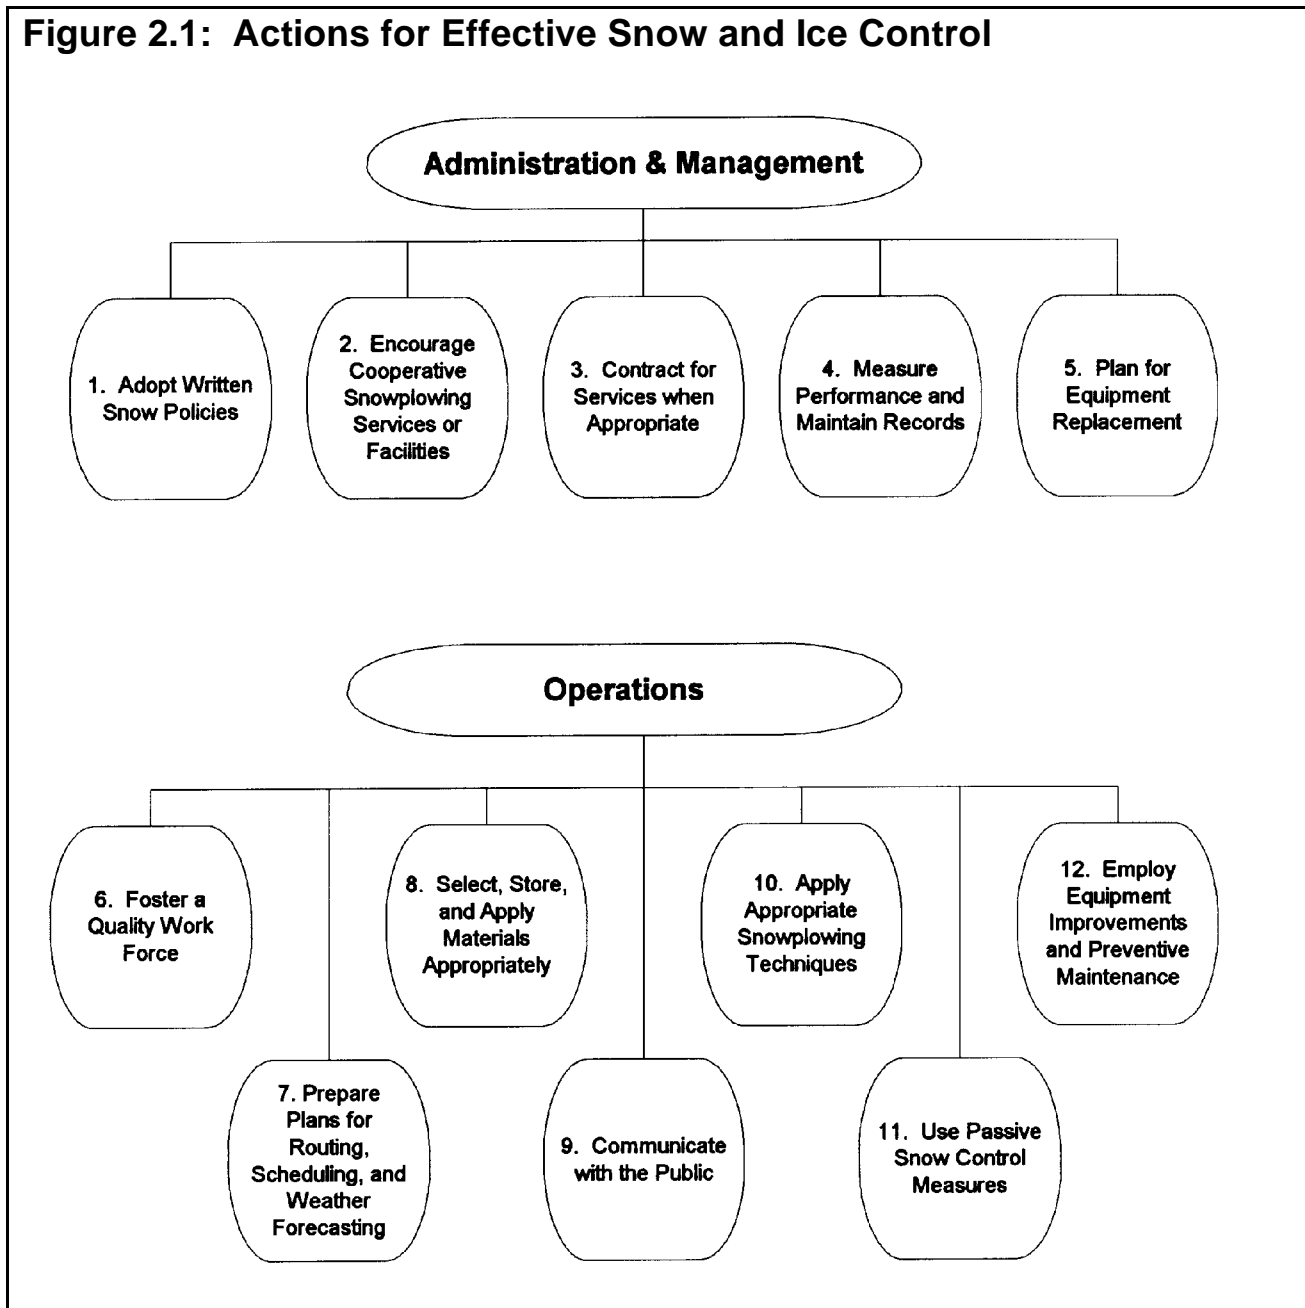 Figure 2.1: Actions for Effective Snow and Ice Control
Administration & Management
1. Adopt Written
Snow Policies
2. Encourage
Cooperative
Snowplowing
Services or
Facilities
3. Contract for
Services when
Appropriate
4. Measure
Performance and
Maintain Records
5. Plan for
Equipment
Replacement
Operations
6. Foster a
Quality Work
Force
7. Prepare
Plans for
Routing,
Scheduling, and
Weather
Forecasting
8. Select, Store,
and Apply
Materials
Appropriately
9. Communicate
with the Public
10. Apply
Appropriate
Snowplowing
Techniques
11. Use Passive
Snow Control
Measures
12. Employ
Equipment
Improvements
and Preventive
Maintenance